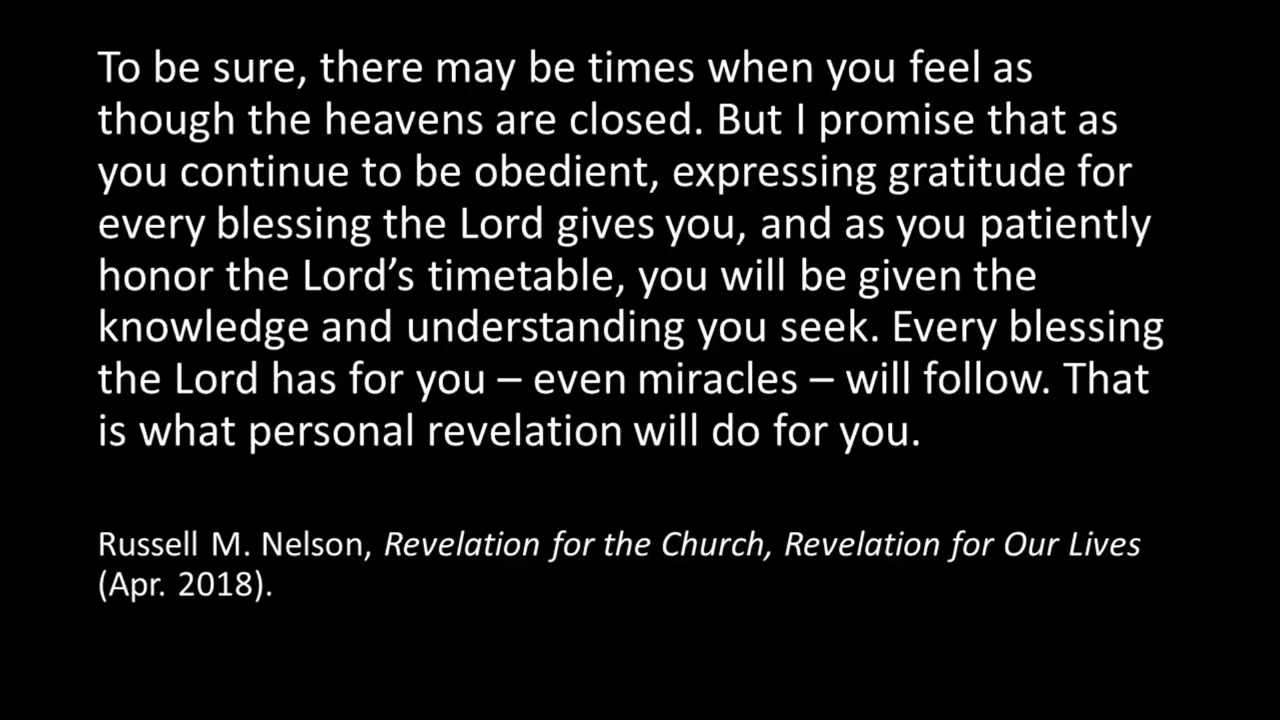 To be sure, there may be times when you feel as
though the heavens are closed. But I promise that as
you continue to be obedient, expressing gratitude for
every blessing the Lord gives you, and as you patiently
honor the Lord’s timetable, you will be given the
knowledge and understanding you seek. Every blessing
the Lord has for you – even miracles – will follow. That
is what personal revelation will do for you.
Russell M. Nelson, Revelation for the Church, Revelation for Our Lives
(Apr. 2018).